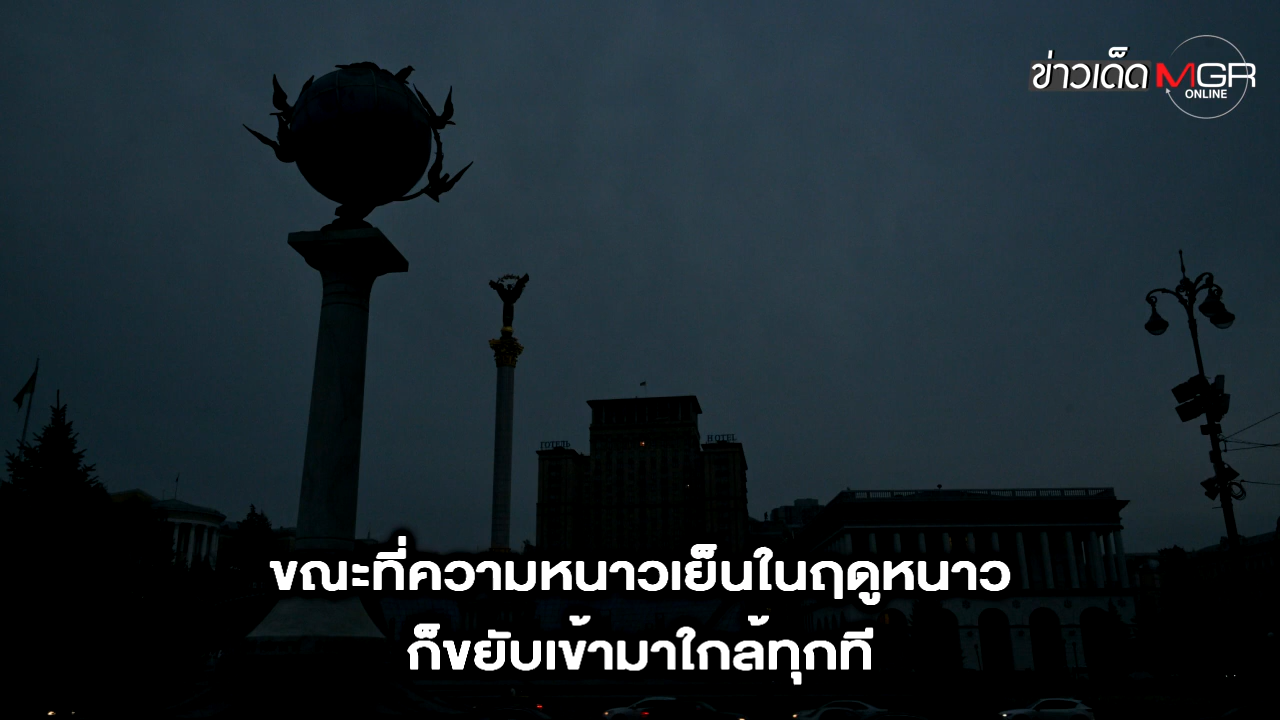 ข่าวเด็ด MGR
ONLINE
ГОТЕЛЬ HOTEL
ขณะที่ความหนาวเย็นในฤดูหนาว
ก็ขยับเข้ามาใกล้ทุกที